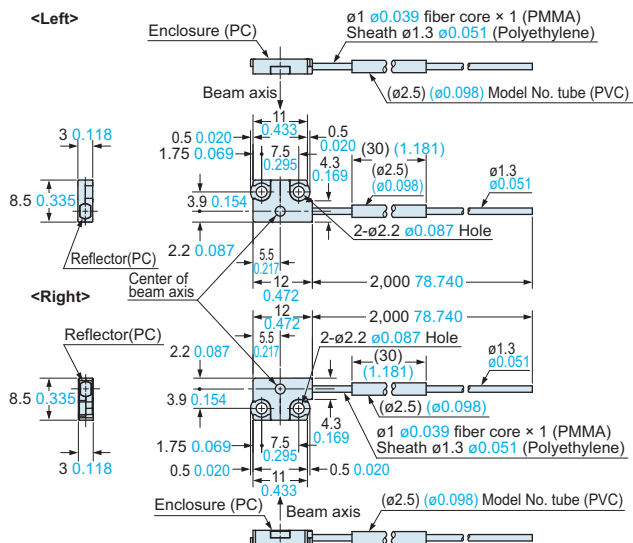 <Left>
ø1 ø0.039 fiber core × 1 (PMMA)
Enclosure (PC)
Sheath ø1.3 ø0.051 (Polyethylene)
(ø2.5) (ø0.098) Model No. tube (PVC)
Beam axis
11
0.433
3 0.118
0.5 0.020
0.5
0.020
1.75 0.069
7.5
0.295
4.3
0.169
(30) (1.181)
(ø2.5)
(ø0.098)
ø1.3
ø0.051
8.5 0.335
3.9 0.154
2.2 0.087
2-ø2.2 ø0.087 Hole
Reflector(PC)
5.5
0.217
Center of
beam axis
12
0.472
2,000 78.740
<Right>
12
0.472
2,000 78.740
Reflector(PC)
5.5
0.217
2-ø2.2 ø0.087 Hole
2.2 0.087
(30)
(1.181)
ø1.3
ø0.051
8.5 0.335
3.9 0.154
(ø2.5) (ø0.098)
4.3
0.169
ø1 ø0.039 fiber core × 1 (PMMA)
Sheath ø1.3 ø0.051 (Polyethylene)
1.75 0.069
7.5
0.295
3 0.118
0.5 0.020
0.5 0.020
11
0.433
Enclosure (PC)
Beam axis
(ø2.5) (ø0.098) Model No. tube (PVC)